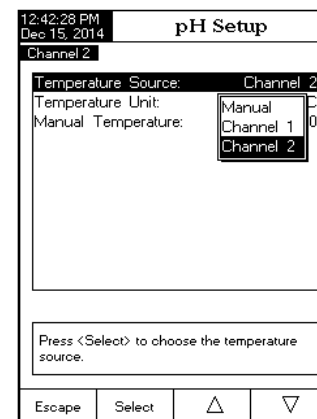 12:42:28 PM
Dec 15, 2014
pH Setup
Channel 2
Temperature Source: Channel 2
Temperature Unit: C
Manual Temperature: 0
Manual
Channel 1
Channel 2
Press <Select> to choose the temperature
source.
Escape Select △ ▽